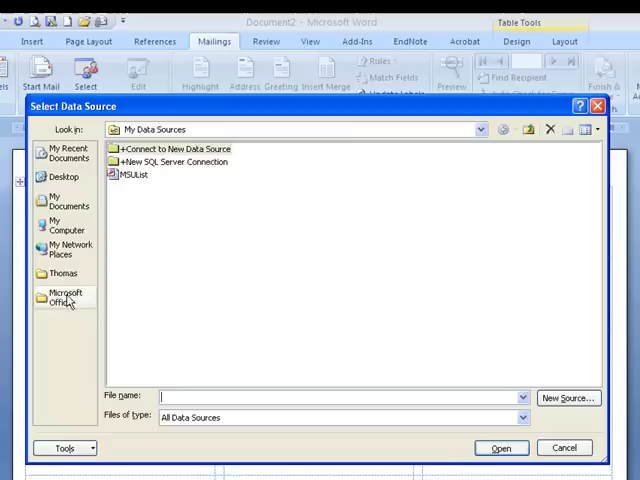 Document2 - Microsoft Word
Table Tools
Insert Page Layout References Mailings Review View Add-Ins EndNote Acrobat Design Layout
Rules
Match Fields
Find Recipient
Start Mail Select Edit Highlight Address Greeting Insert Merge Preview Finish &
Select Data Source
Look in: My Data Sources
My Recent
Documents
Desktop
My
Documents
My
Computer
My Network
Places
Thomas
Microsoft
+Connect to New Data Source
+New SQL Server Connection
MSUList
File name:
New Source...
Files of type: All Data Sources
Tools
Open
Cancel